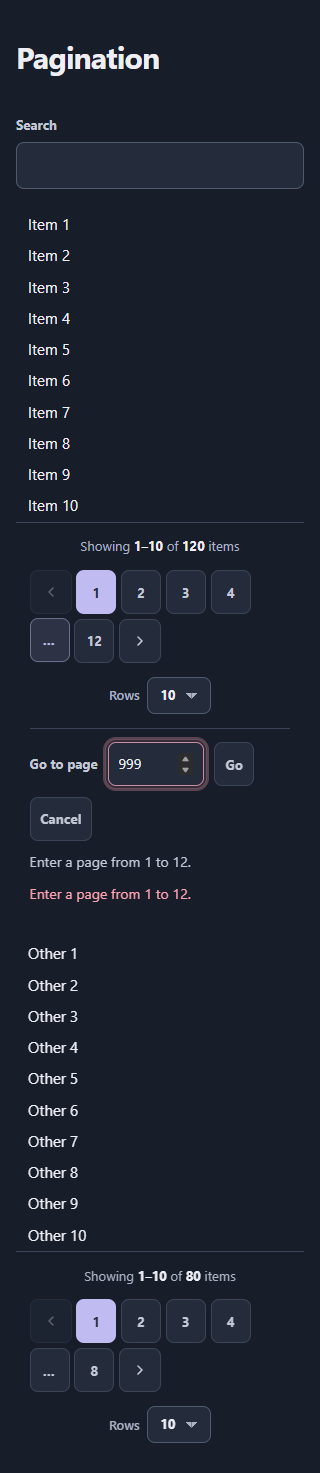 Pagination
Search
Item 1
Item 2
Item 3
Item 4
Item 5
Item 6
Item 7
Item 8
Item 9
Item 10
Showing 1–10 of 120 items
1 2 3 4
... 12
Rows 10
Go to page 999 Go
Cancel
Enter a page from 1 to 12.
Enter a page from 1 to 12.
Other 1
Other 2
Other 3
Other 4
Other 5
Other 6
Other 7
Other 8
Other 9
Other 10
Showing 1–10 of 80 items
1 2 3 4
... 8
Rows 10